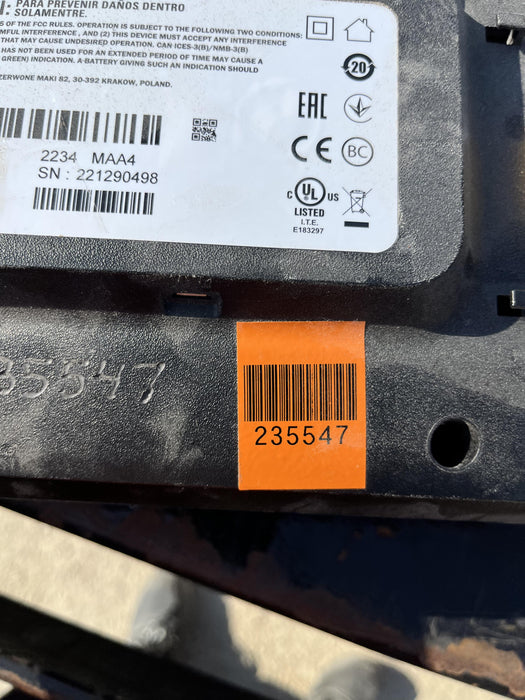 : PARA PREVENIR DAÑOS DENTRO
SOLAMENTRE.
5 OF THE FCC RULES. OPERATION IS SUBJECT TO THE FOLLOWING TWO CONDITIONS:
MFUL INTERFERENCE , AND (2) THIS DEVICE MUST ACCEPT ANY INTERFERENCE
THAT MAY CAUSE UNDESIRED OPERATION. CAN ICES-3(B)/NMB-3(B)
HAS NOT BEEN USED FOR AN EXTENDED PERIOD OF TIME MAY CAUSE A
GREEN) INDICATION. A BATTERY GIVING SUCH AN INDICATION SHOULD
ZERWONE MAKI 82, 30-392 KRAKOW, POLAND.
20
EAC
CE BC
2234 MAA4
SN : 221290498
C UL US
LISTED
I.T.E.
E183297
35547
235547